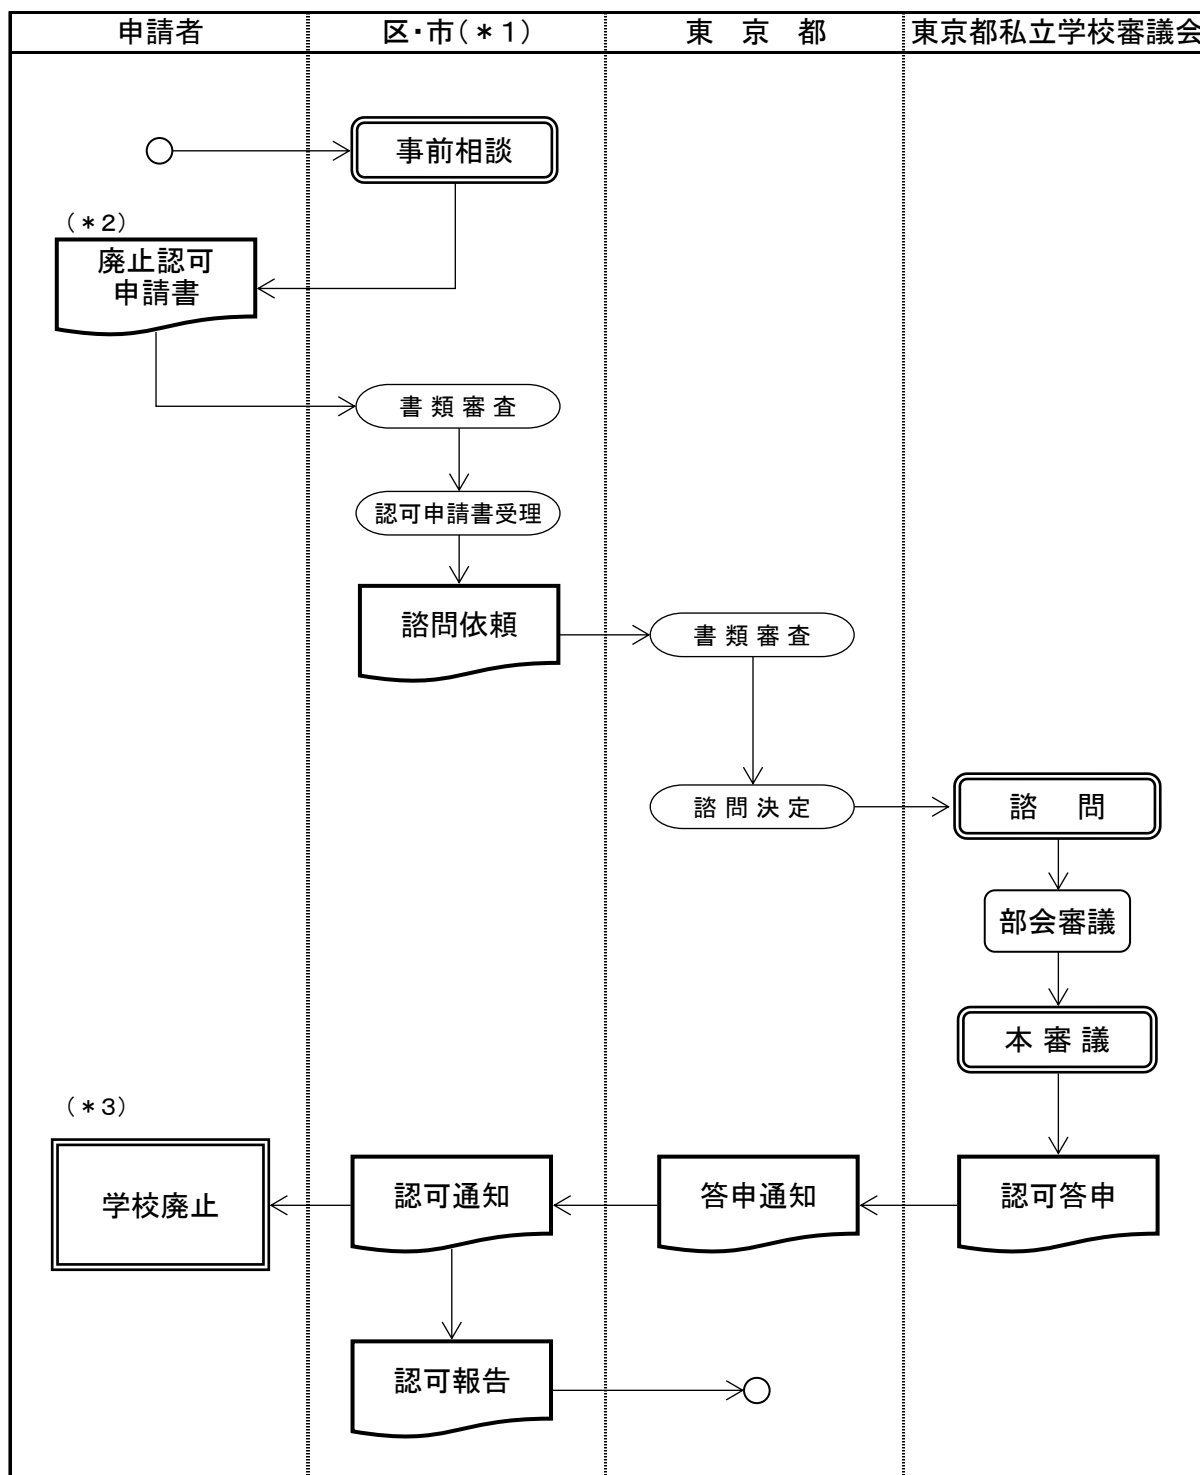 申請者
区・市(＊1)
東　京　都
東京都私立学校審議会
事前相談
(＊2)
廃止認可
申請書
書 類 審 査
認可申請書受理
諮問依頼
書 類 審 査
諮 問 決 定
諮　問
部会審議
本 審 議
(＊3)
学校廃止
認可通知
答申通知
認可答申
認可報告